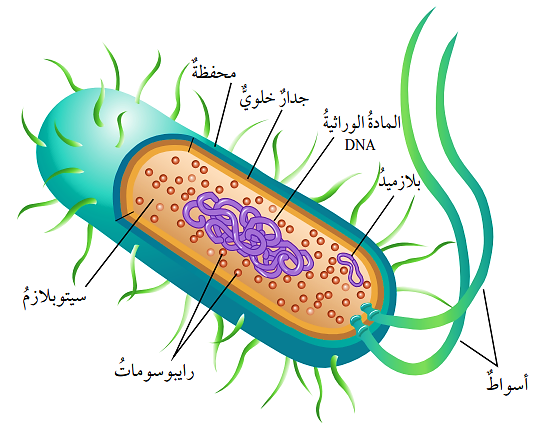 محفظةٌ
جدارٌ خلويٌّ
المادةُ الوراثيةُ
DNA
بلازميدُ
سيتوبلازمُ
رايبوسوماتُ
أسواطٌ